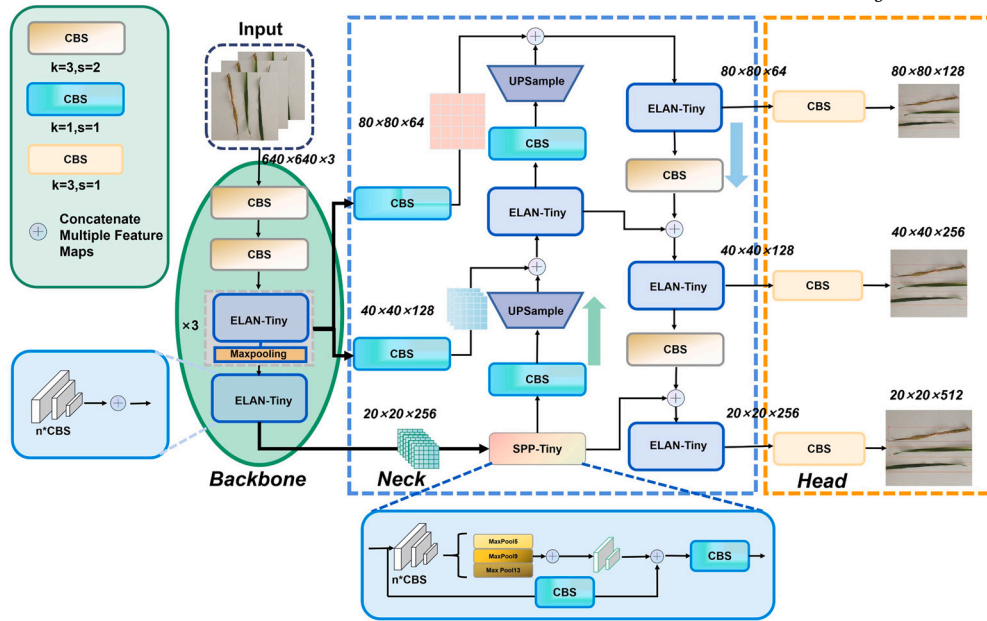 CBS
k=3,s=2
CBS
k=1,s=1
CBS
k=3,s=1
Concatenate
Multiple Feature
Maps
Input
640×640×3
CBS
CBS
×3
ELAN-Tiny
Maxpooling
ELAN-Tiny
Backbone
n*CBS
80×80×64
CBS
40×40×128
CBS
20×20×256
Neck
UPSample
CBS
ELAN-Tiny
UPSample
CBS
SPP-Tiny
ELAN-Tiny
CBS
ELAN-Tiny
CBS
ELAN-Tiny
80×80×64
CBS
80×80×128
40×40×128
CBS
40×40×256
20×20×256
CBS
20×20×512
Head
n*CBS
MaxPool5
MaxPool9
Max Pool13
CBS
CBS